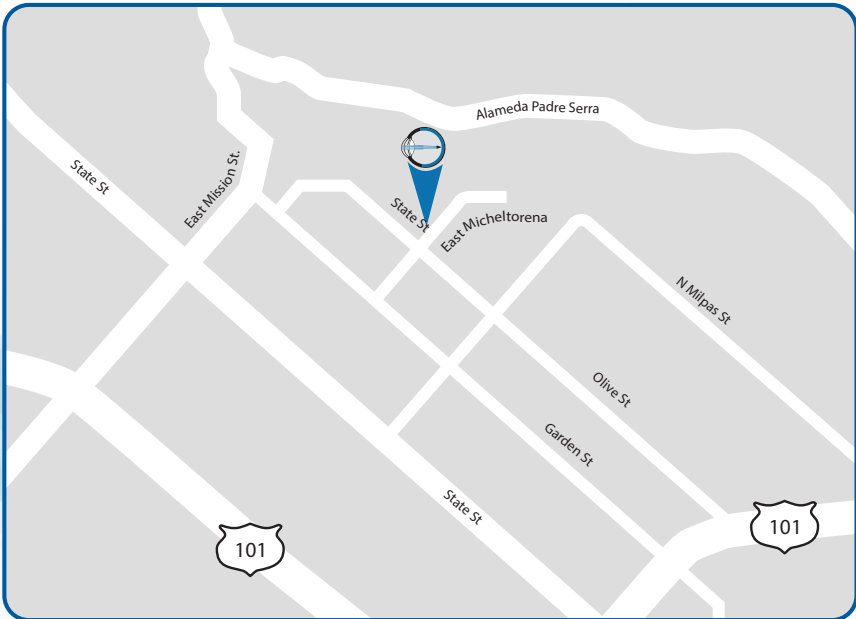 Alameda Padre Serra
State St
East Mission St.
State St
East Micheltorena
N Milpas St
Olive St
Garden St
State St
101
101